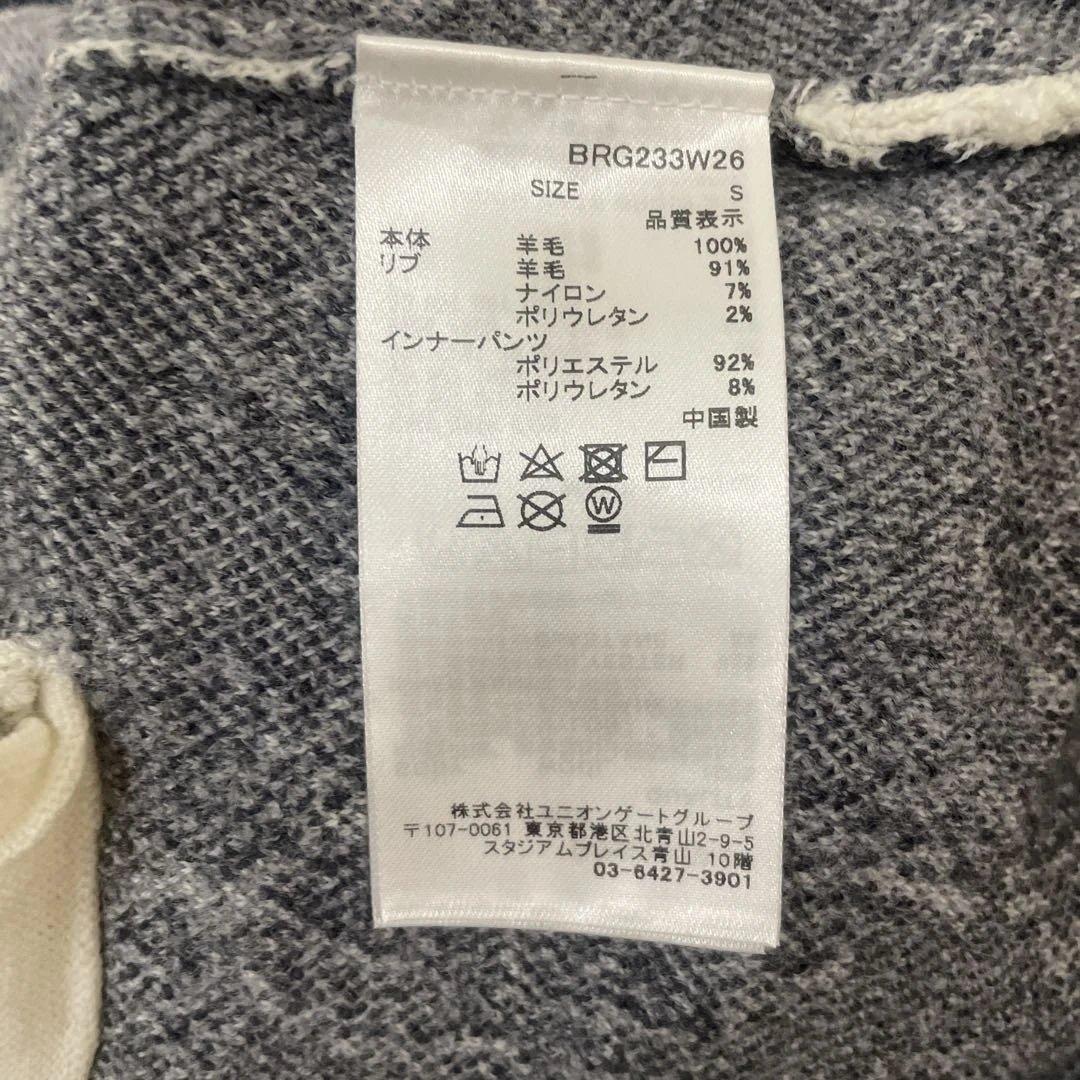 BRG233W26
SIZE S
品質表示
本体 羊毛 100%
リブ 羊毛 91%
ナイロン 7%
ポリウレタン 2%
インナーパンツ
ポリエステル 92%
ポリウレタン 8%
中国製
W
株式会社ユニオンゲートグループ
〒107-0061 東京都港区北青山2-9-5
スタジアムプレイス青山 10階
03-6427-3901